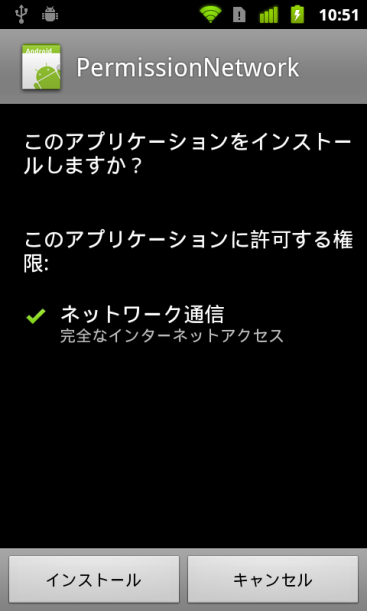 10:51
Android
PermissionNetwork
このアプリケーションをインストー
ルしますか？
このアプリケーションに許可する権
限:
ネットワーク通信
完全なインターネットアクセス
インストール
キャンセル